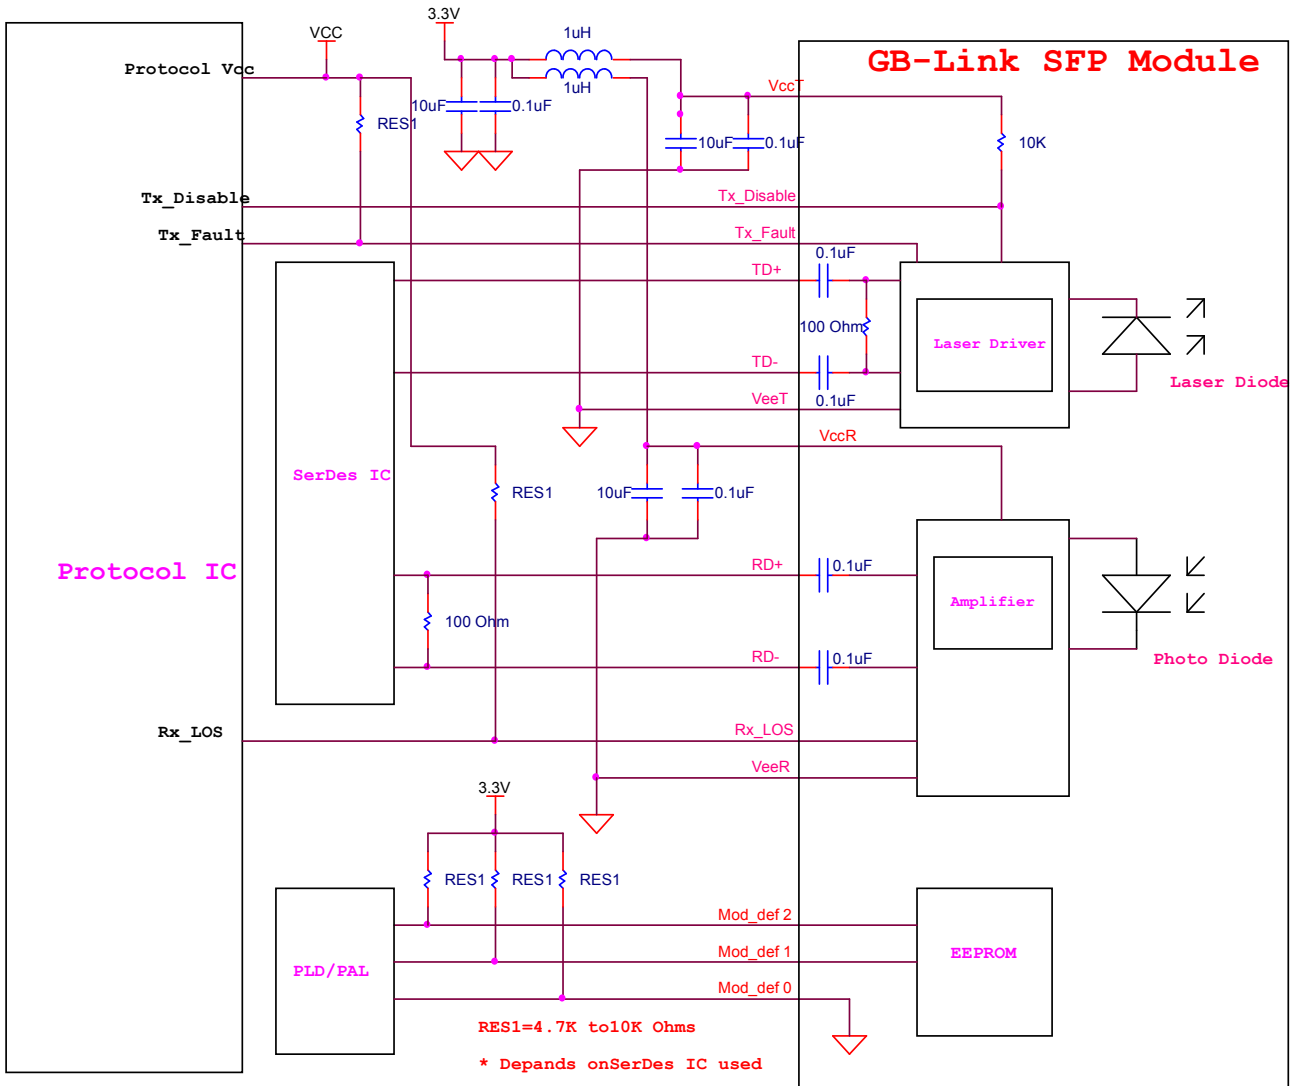 3.3V
VCC
1uH
GB-Link SFP Module
Protocol Vcc
1uH
VccT
10uF
0.1uF
RES1
10uF
0.1uF
10K
Tx_Disable
Tx_Disable
Tx_Fault
Tx_Fault
0.1uF
TD+
100 Ohm
Laser Driver
TD-
Laser Diode
VeeT
0.1uF
VccR
SerDes IC
RES1
10uF
0.1uF
Protocol IC
RD+
0.1uF
Amplifier
100 Ohm
RD-
0.1uF
Photo Diode
Rx_LOS
Rx_LOS
VeeR
3.3V
RES1
RES1
RES1
Mod_def 2
Mod_def 1
EEPROM
PLD/PAL
Mod_def 0
RES1=4.7K to10K Ohms
* Depands onSerDes IC used